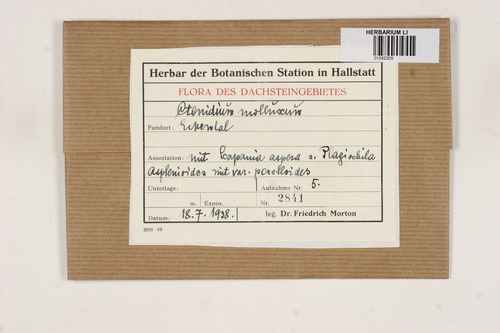 HERBARIUM LI
01052305
Herbar der Botanischen Station in Hallstatt
FLORA DES DACHSTEINGEBIETES
Ctenidium molluscum
Fundort: Echerntal
Assoziation: mit Scapania aspera u. Plagiochila
asplenioides mit var. porelloides
Unterlage: Aufnahme Nr. 5.
m. Expos. Nr. 2841
Datum: 18.7.1938. leg. Dr. Friedrich Morton